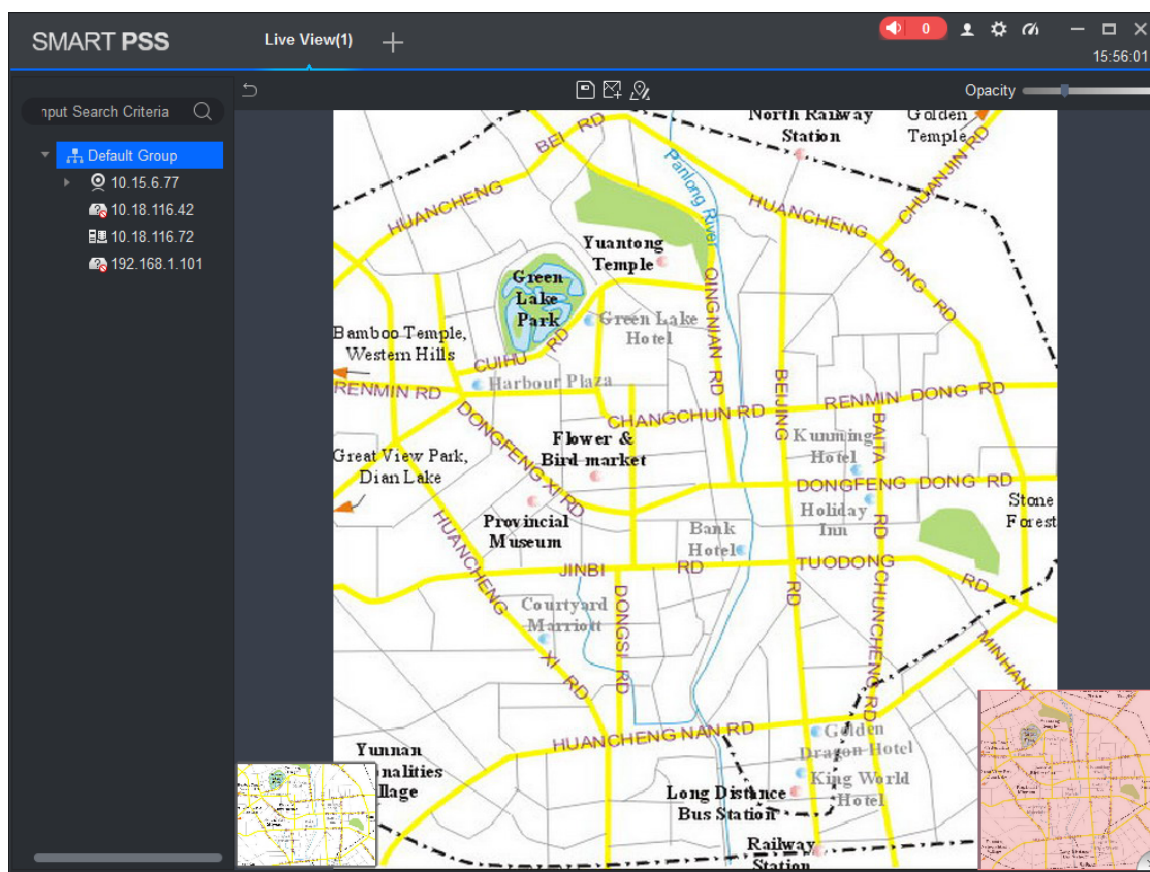 SMART PSS
Live View(1)
0
15:56:01
nput Search Criteria
Opacity
Default Group
10.15.6.77
10.18.116.42
10.18.116.72
192.168.1.101
North Railway
Station
Golden
Temple
BEI RD
HUANCHENG
Panlong River
HUANCHENG
DONG RD
CHUANJIN RD
Yuantong
Temple
QINGNIAN RD
Green
Lake
Park
Green Lake
Hotel
Bamboo Temple,
Western Hills
CUIHU RD
Harbour Plaza
RENMIN RD
CHANGCHUN RD
BEIJING
RD
RENMIN DONG RD
BAITA
RD
DONGFENG XI RD
Flower &
Bird market
Kunming
Hotel
Great View Park,
Dian Lake
DONGFENG DONG RD
Stone
Forest
Holiday
Inn
Provincial
Museum
Bank
Hotel
HUANCHENG
XI RD
JINBI RD
TUODONG
RD
DONGSI RD
CHUNCHENG RD
Courtyard
Marriott
MINHAN
HUANCHENG NAN RD
Golden
Dragon Hotel
Yunnan
onalities
illage
King World
Hotel
Long Distance
Bus Station
Railway
Station